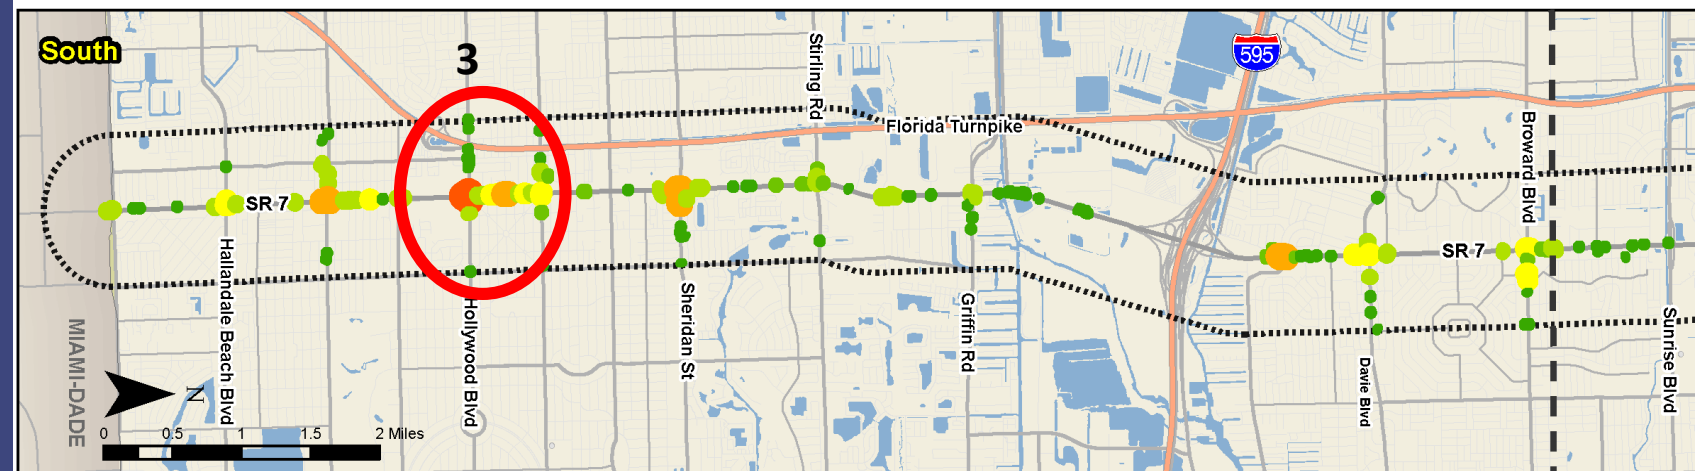 South
3
Stirling Rd
595
Florida Turnpike
Broward Blvd
SR 7
SR 7
Hallandale Beach Blvd
Hollywood Blvd
Sheridan St
Griffin Rd
Davie Blvd
Sunrise Blvd
MIAMI-DADE
N
0 0.5 1 1.5 2 Miles